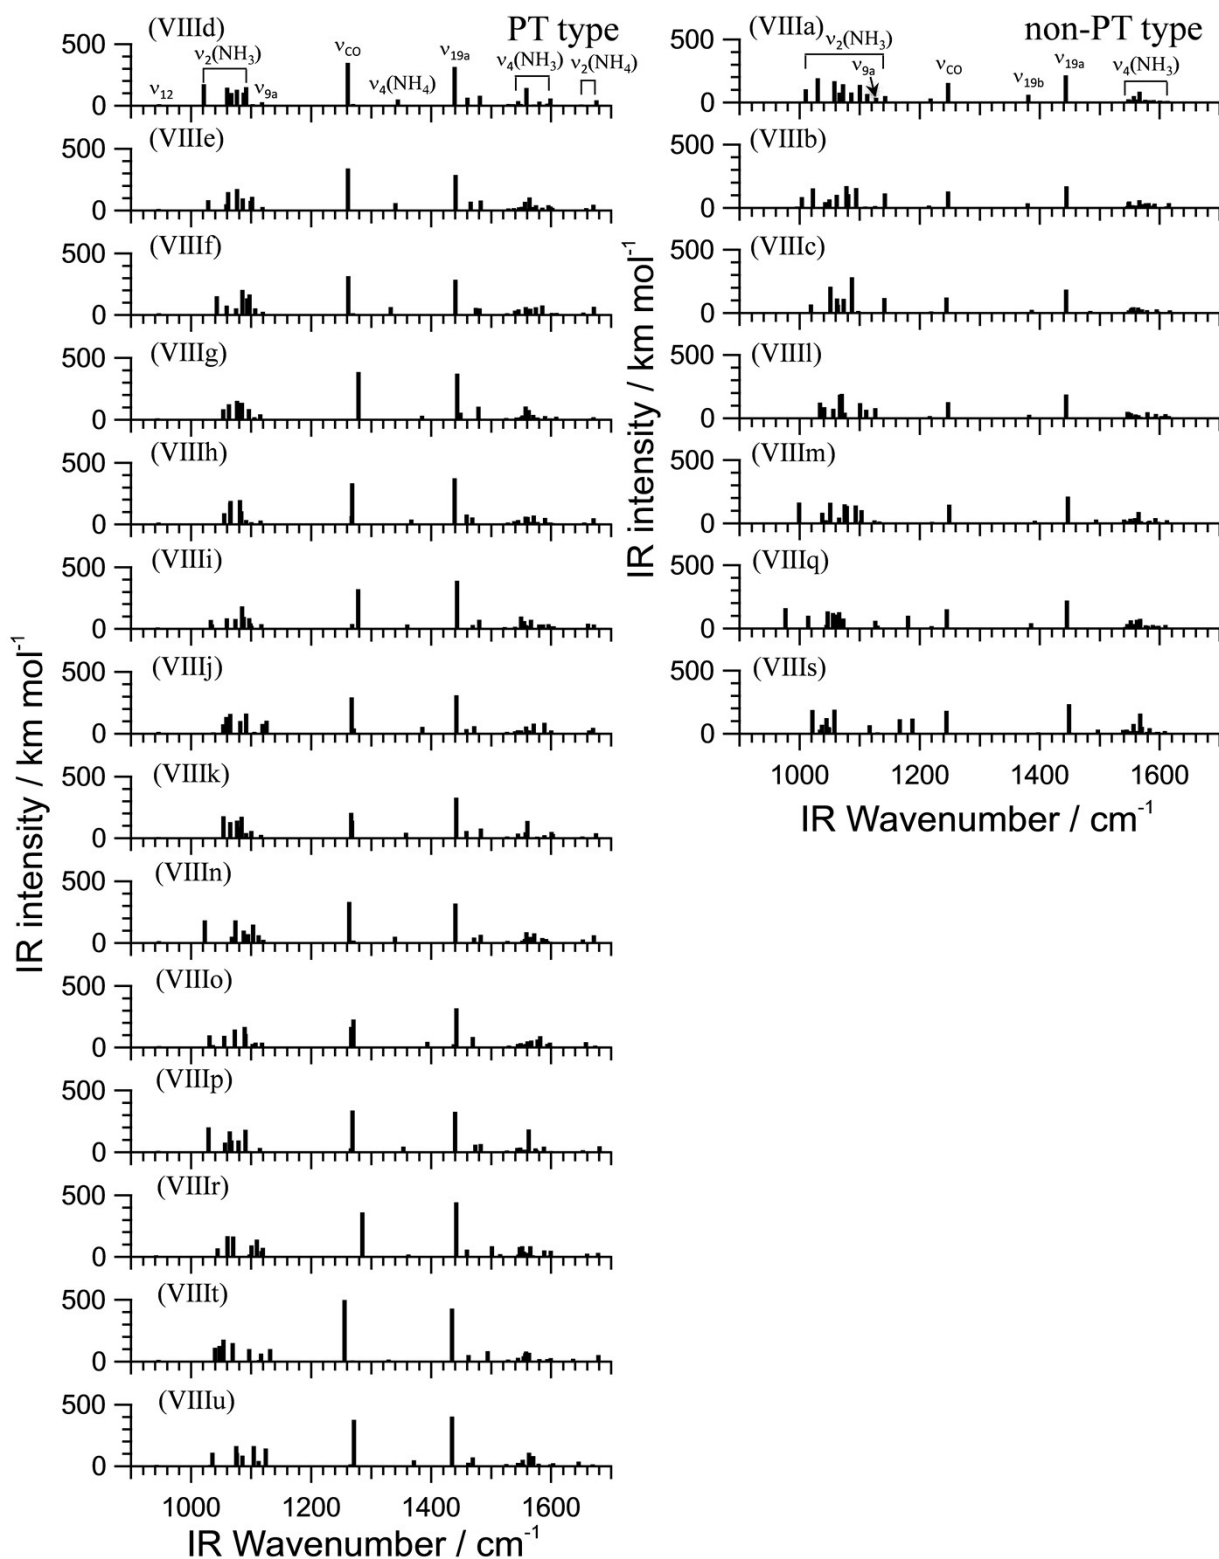 (VIIId)
PT type
500
0
ν12
ν2(NH3)
ν9a
νCO
ν4(NH4)
ν19a
ν4(NH3)
ν2(NH4)
(VIIIe)
500
0
(VIIIf)
500
0
(VIIIg)
500
0
(VIIIh)
500
0
(VIIIi)
500
0
(VIIIj)
500
0
(VIIIk)
500
0
(VIIIn)
500
0
(VIIIo)
500
0
(VIIIp)
500
0
(VIIIr)
500
0
(VIIIt)
500
0
(VIIIu)
500
0
1000 1200 1400 1600
IR Wavenumber / cm-1
IR intensity / km mol-1
(VIIIa)
non-PT type
500
0
ν2(NH3)
ν9a
νCO
ν19b
ν19a
ν4(NH3)
(VIIIb)
500
0
(VIIIc)
500
0
(VIIIl)
500
0
(VIIIm)
500
0
(VIIIq)
500
0
(VIIIs)
500
0
1000 1200 1400 1600
IR Wavenumber / cm-1
IR intensity / km mol-1